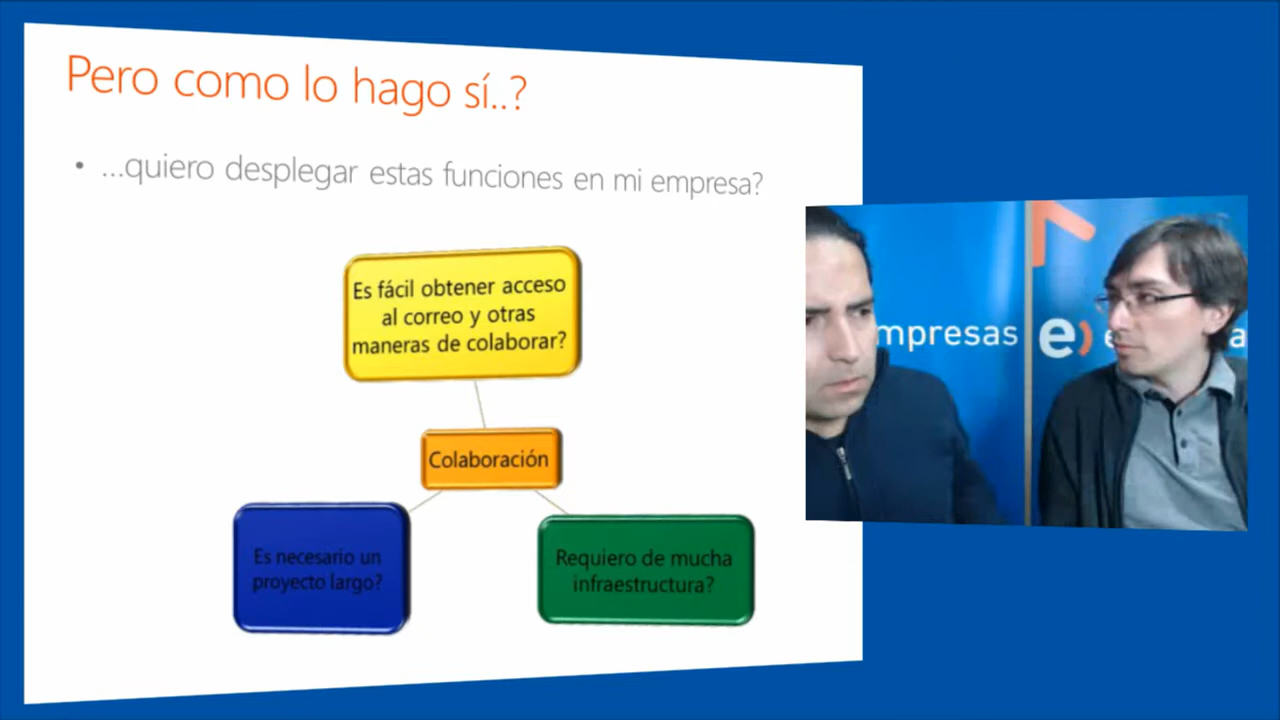 Pero como lo hago sí..?
• ...quiero desplegar estas funciones en mi empresa?
Es fácil obtener acceso
al correo y otras
maneras de colaborar?
Colaboración
Es necesario un
proyecto largo?
Requiero de mucha
infraestructura?
mpresas
e)